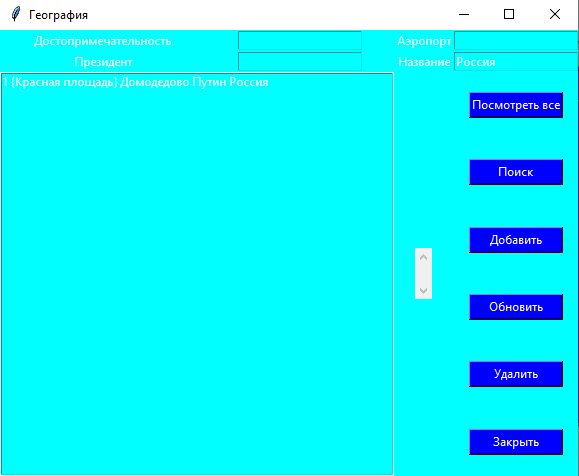 География
Достопримечательность Аэропорт
Президент Название Россия
1 {Красная площадь} Домодедово Путин Россия
Посмотреть все
Поиск
Добавить
Обновить
Удалить
Закрыть